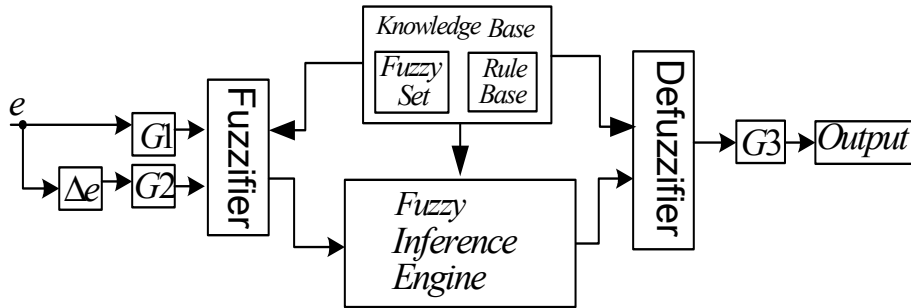 Knowledge Base
Fuzzy
Set
Rule
Base
e
G1
Δe
G2
Fuzzifier
Fuzzy
Inference
Engine
Defuzzifier
G3
Output